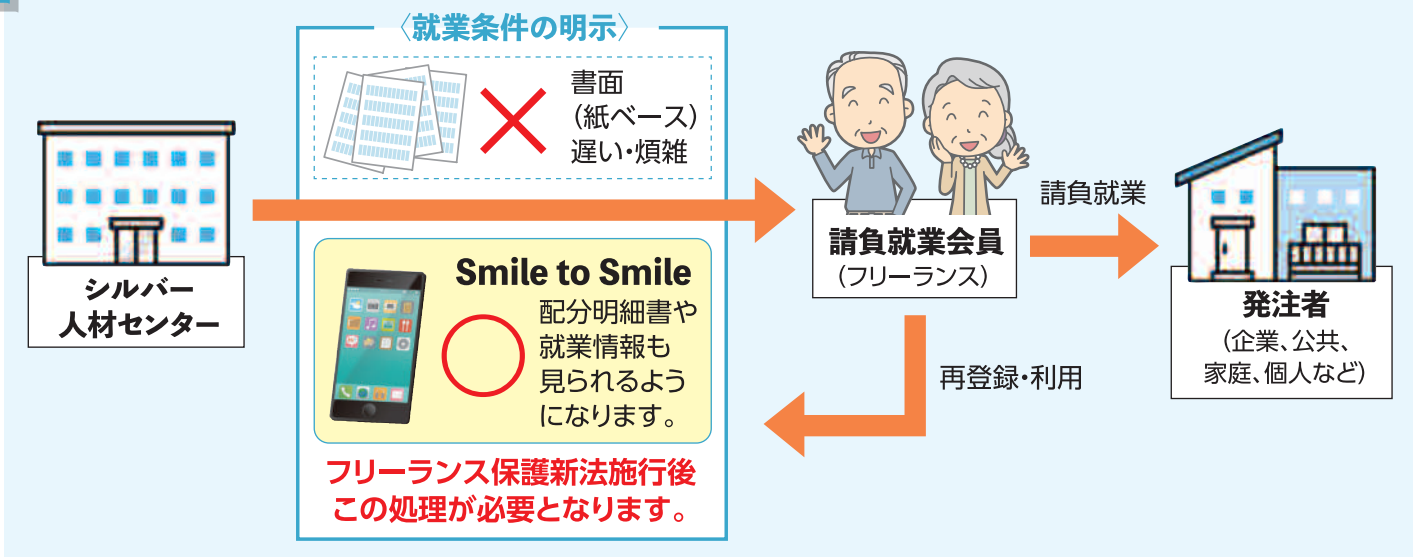 〈就業条件の明示〉
書面
（紙ベース）
遅い・煩雑
Smile to Smile
配分明細書や
就業情報も
見られるよう
になります。
フリーランス保護新法施行後
この処理が必要となります。
シルバー
人材センター
請負就業会員
（フリーランス）
請負就業
再登録・利用
発注者
（企業、公共、
家庭、個人など）